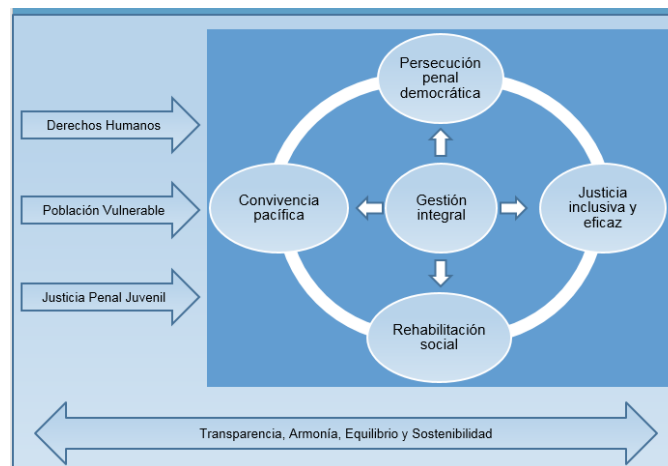 Persecución
penal
democrática
Derechos Humanos
Convivencia
pacífica
Gestión
integral
Justicia
inclusiva y
eficaz
Población Vulnerable
Justicia Penal Juvenil
Rehabilitación
social
Transparencia, Armonía, Equilibrio y Sostenibilidad